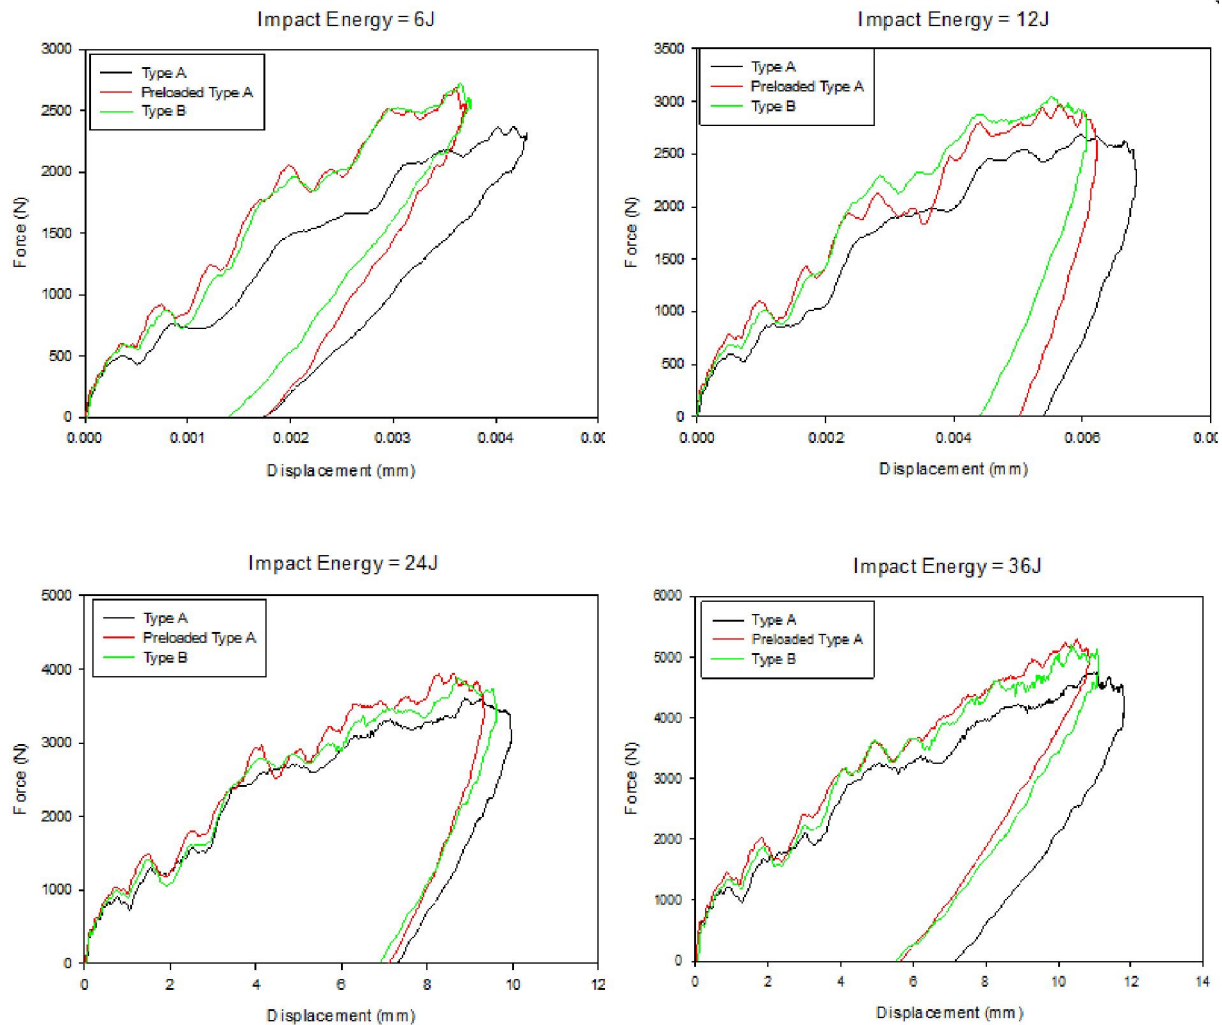 Impact Energy = 6J
3000
2500
2000
1500
1000
500
0
Force (N)
Type A
Preloaded Type A
Type B
0.000 0.001 0.002 0.003 0.004
Displacement (mm)
Impact Energy = 12J
3500
3000
2500
2000
1500
1000
500
0
Force (N)
Type A
Preloaded Type A
Type B
0.000 0.002 0.004 0.006
Displacement (mm)
Impact Energy = 24J
5000
4000
3000
2000
1000
0
Force (N)
Type A
Preloaded Type A
Type B
0 2 4 6 8 10 12
Displacement (mm)
Impact Energy = 36J
6000
5000
4000
3000
2000
1000
0
Force (N)
Type A
Preloaded Type A
Type B
0 2 4 6 8 10 12 14
Displacement (mm)